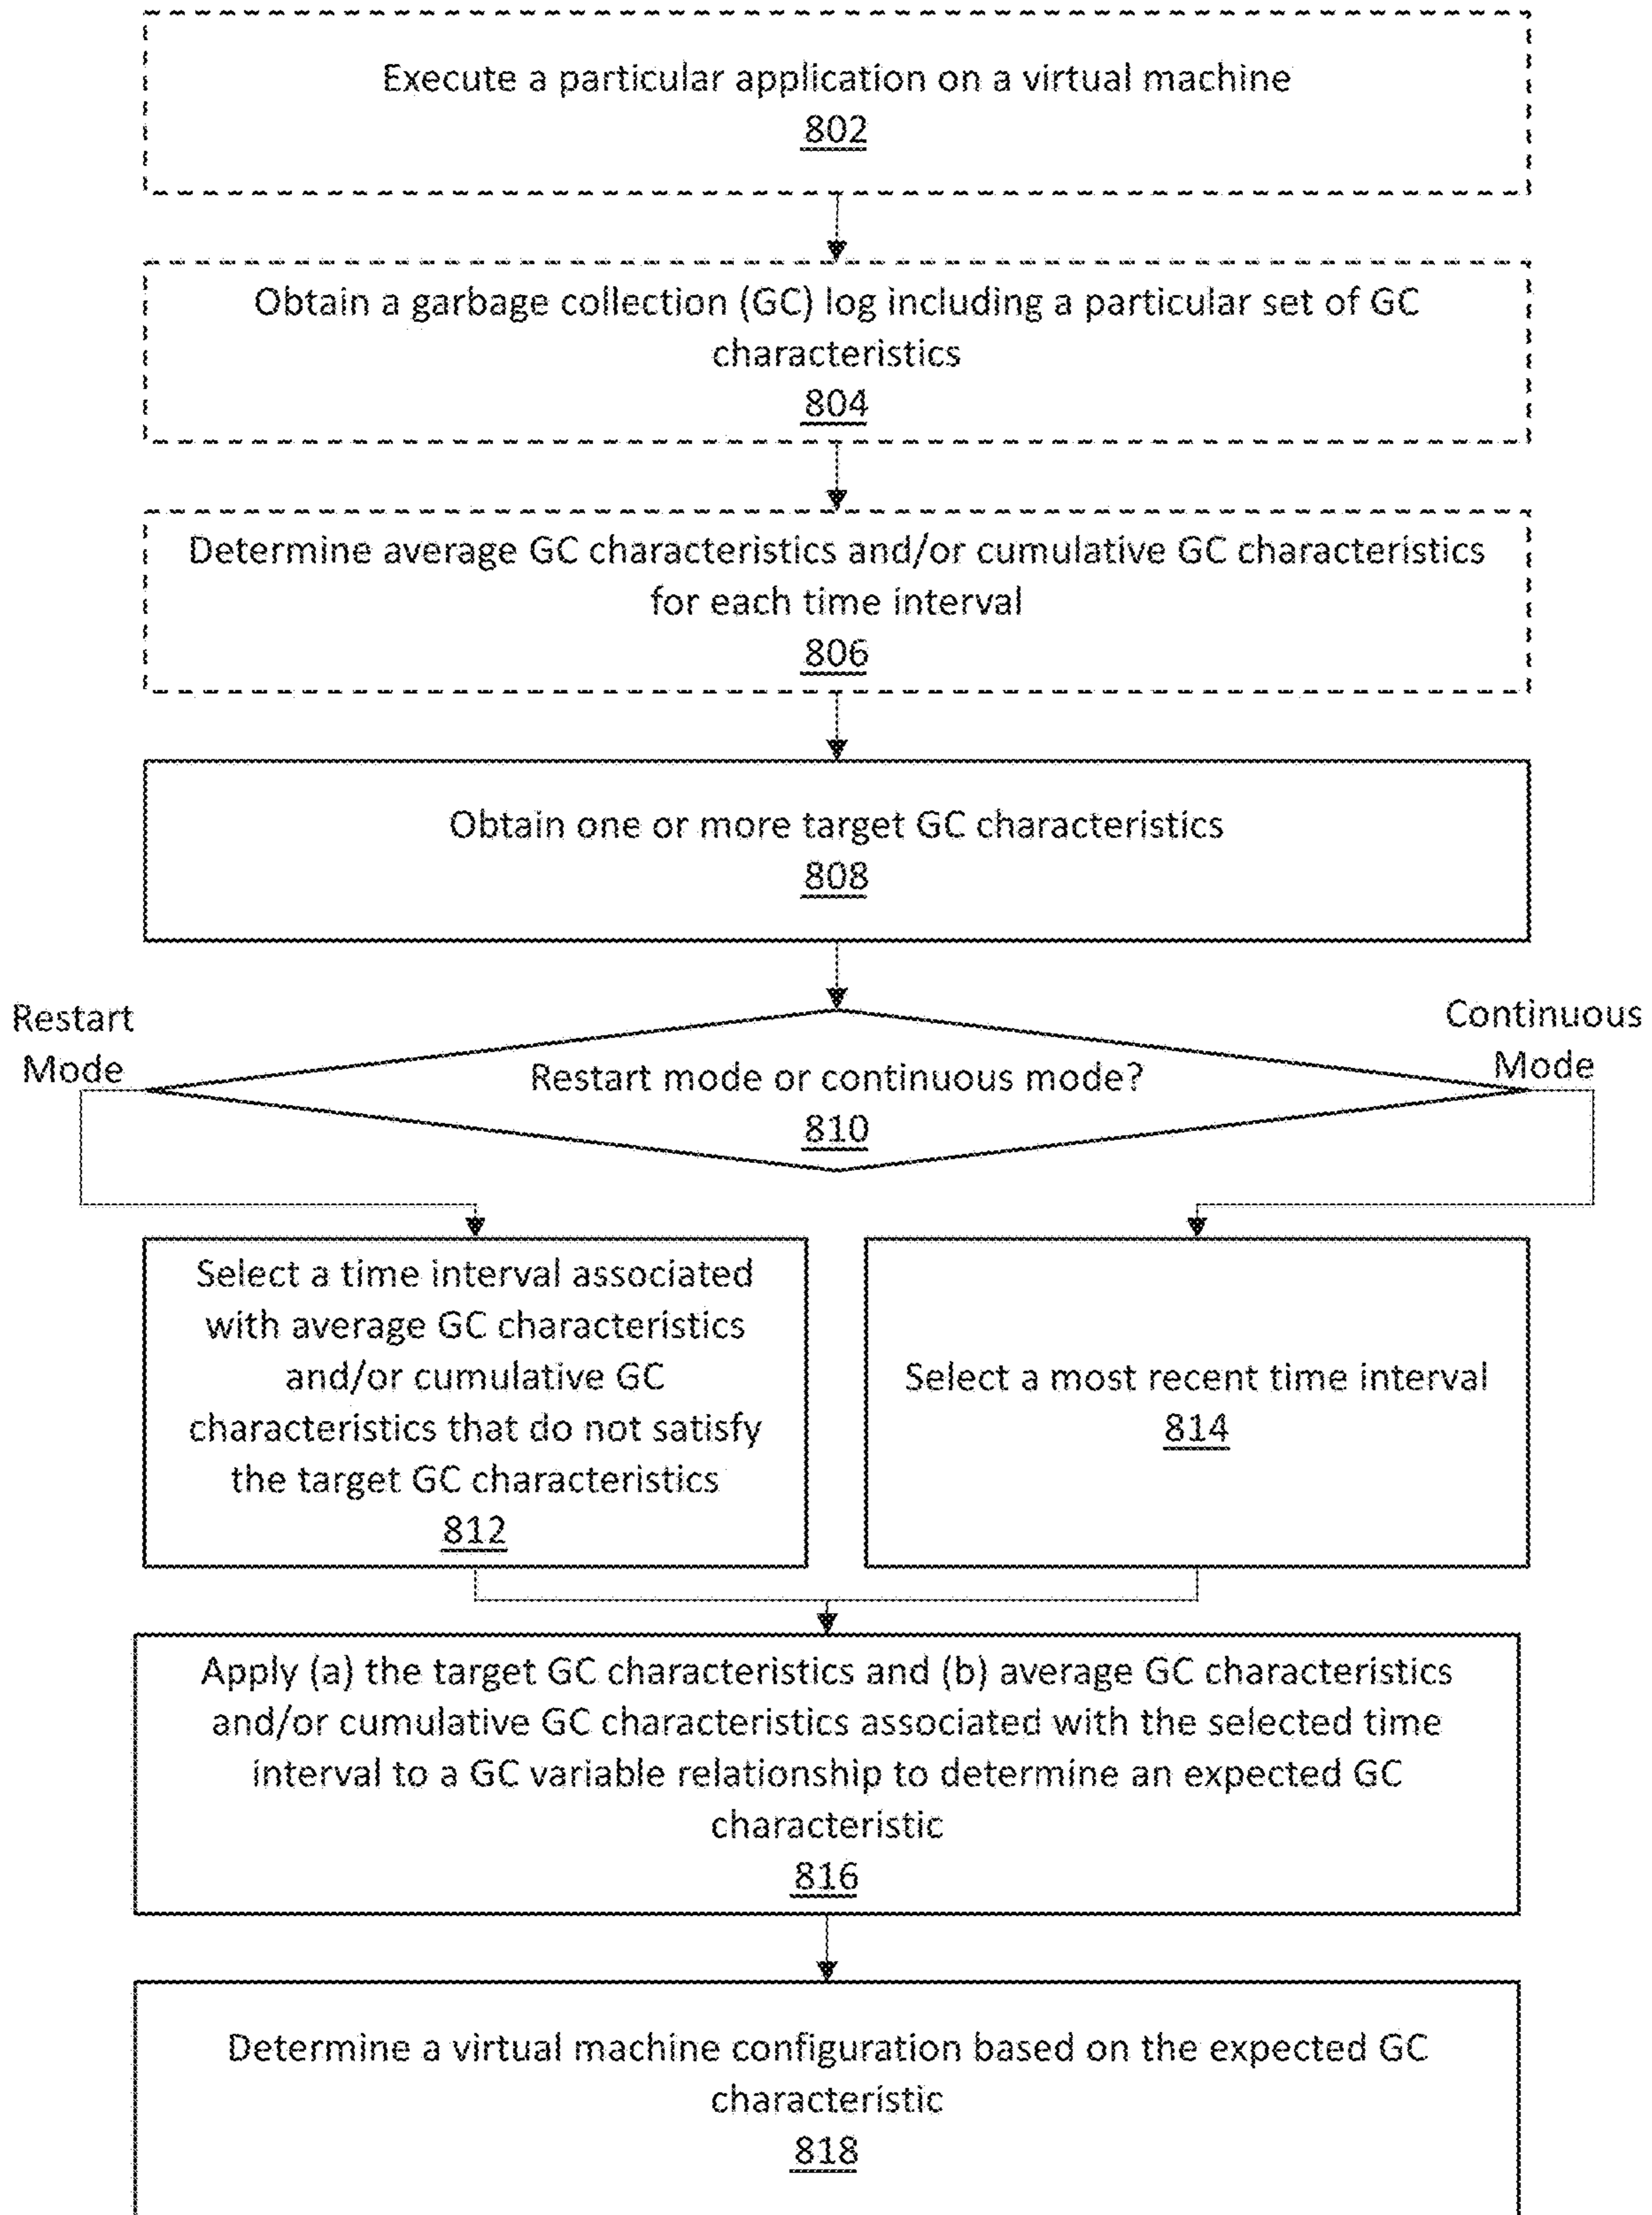 Execute a particular application on a virtual machine
802
Obtain a garbage collection (GC) log including a particular set of GC
characteristics
804
Determine average GC characteristics and/or cumulative GC characteristics
for each time interval
806
Obtain one or more target GC characteristics
808
Restart
Mode
Continuous
Mode
Restart mode or continuous mode?
810
Select a time interval associated
with average GC characteristics
and/or cumulative GC
characteristics that do not satisfy
the target GC characteristics
812
Select a most recent time interval
814
Apply (a) the target GC characteristics and (b) average GC characteristics
and/or cumulative GC characteristics associated with the selected time
interval to a GC variable relationship to determine an expected GC
characteristic
816
Determine a virtual machine configuration based on the expected GC
characteristic
818